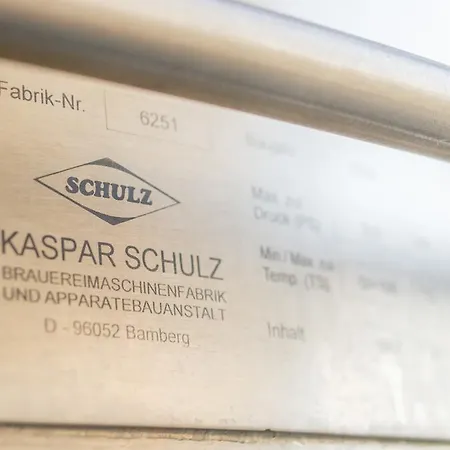 Fabrik-Nr. 6251
SCHULZ
KASPAR SCHULZ
BRAUEREIMASCHINENFABRIK
UND APPARATEBAUANSTALT
D - 96052 Bamberg
Max. zul.
Druck (PS)
Min / Max. zul.
Temp. (TS)
Inhalt